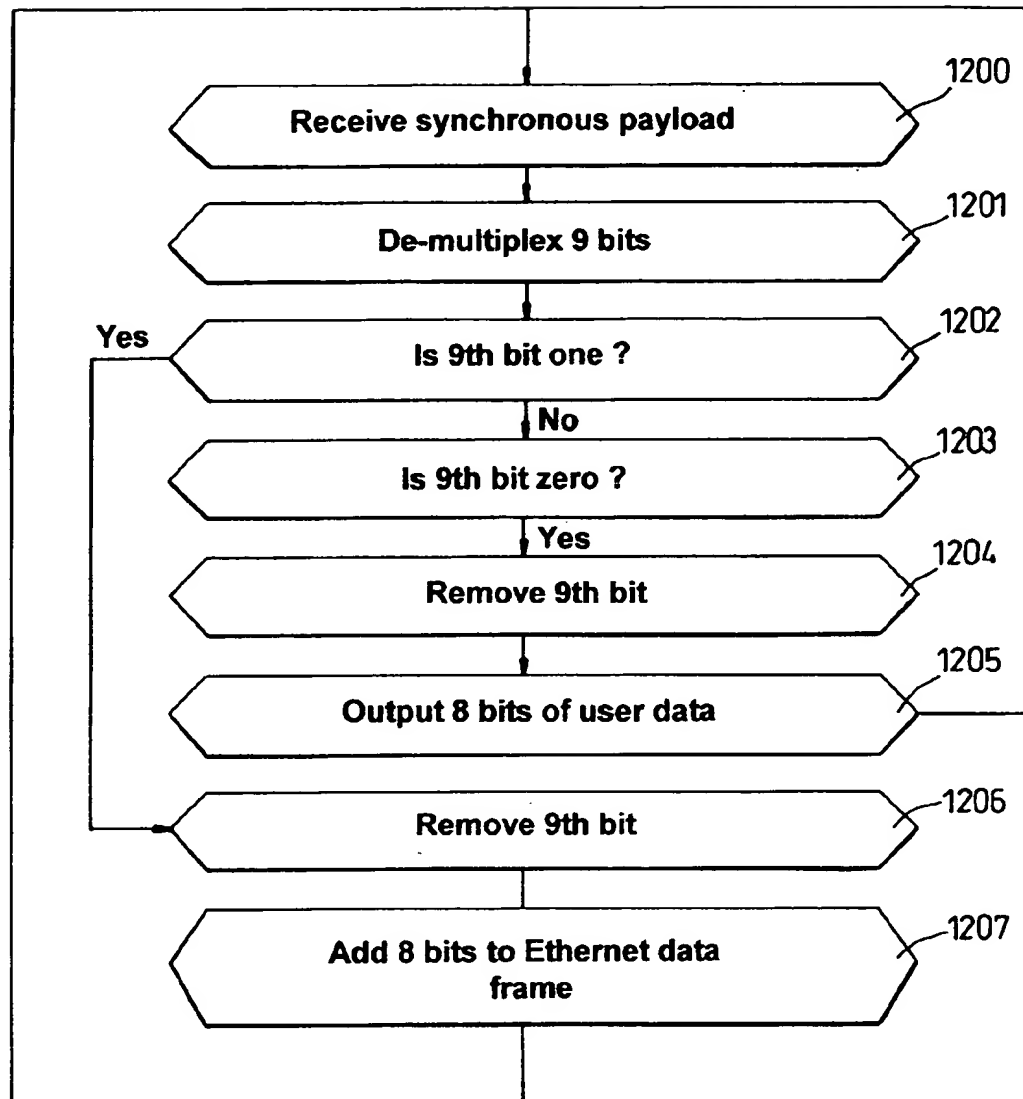 1200
Receive synchronous payload
1201
De-multiplex 9 bits
Yes
1202
Is 9th bit one ?
No
1203
Is 9th bit zero ?
Yes
1204
Remove 9th bit
1205
Output 8 bits of user data
1206
Remove 9th bit
1207
Add 8 bits to Ethernet data
frame